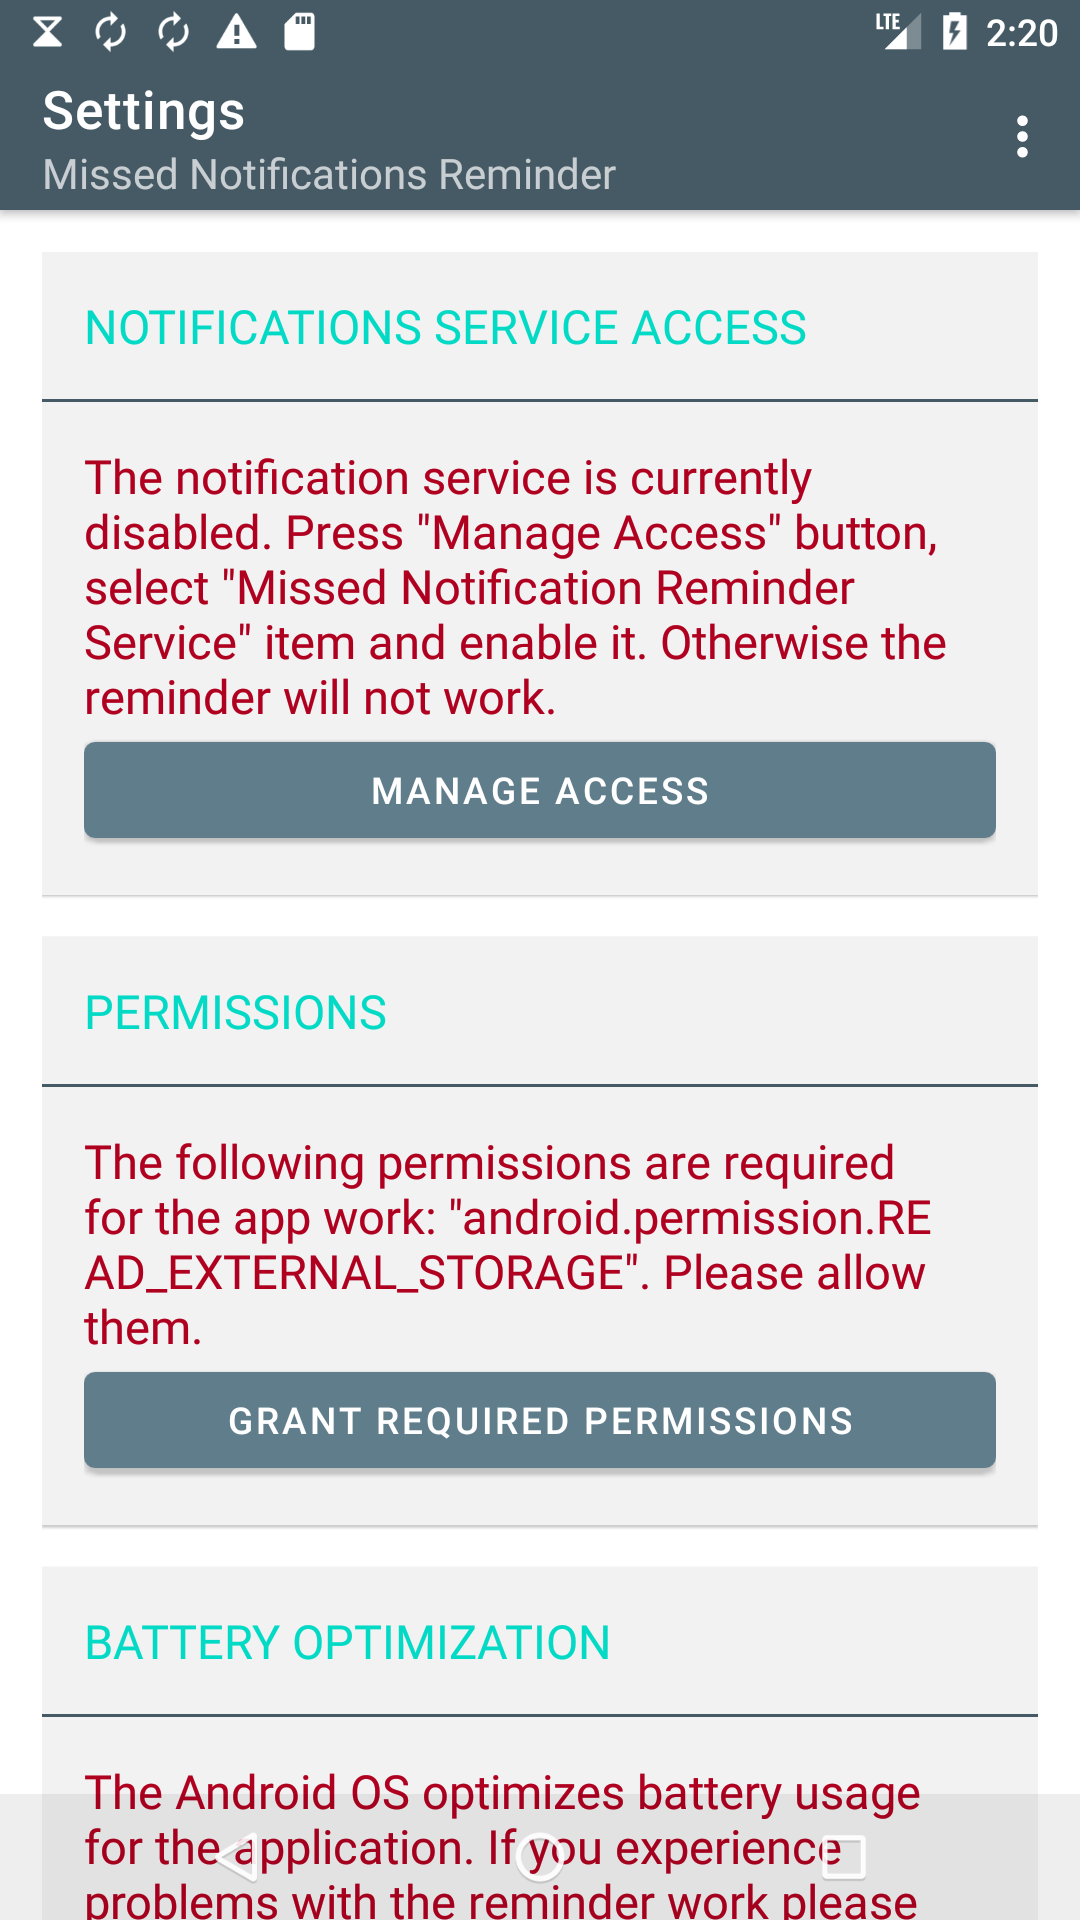 LTE 2:20
Settings
Missed Notifications Reminder
NOTIFICATIONS SERVICE ACCESS
The notification service is currently
disabled. Press "Manage Access" button,
select "Missed Notification Reminder
Service" item and enable it. Otherwise the
reminder will not work.
MANAGE ACCESS
PERMISSIONS
The following permissions are required
for the app work: "android.permission.RE
AD_EXTERNAL_STORAGE". Please allow
them.
GRANT REQUIRED PERMISSIONS
BATTERY OPTIMIZATION
The Android OS optimizes battery usage
for the application. If you experience
problems with the reminder work please